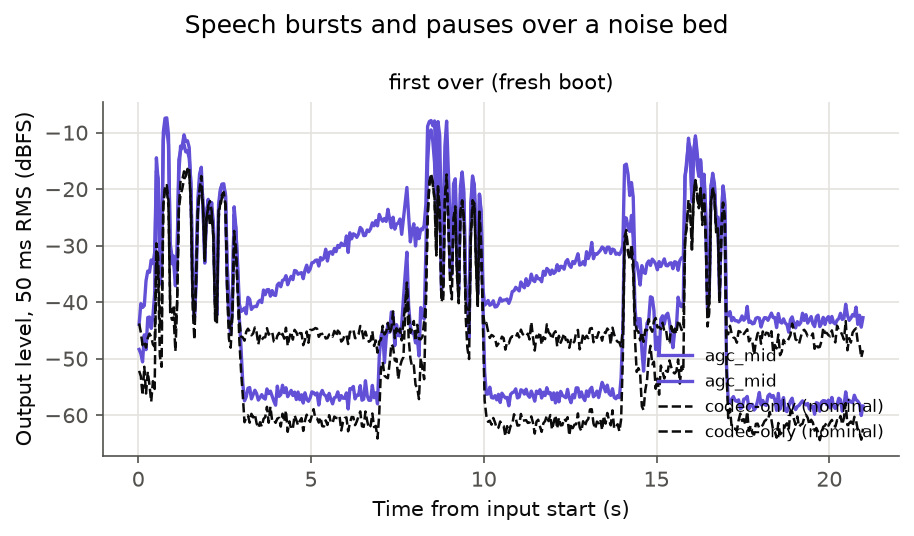 Speech bursts and pauses over a noise bed
first over (fresh boot)
Output level, 50 ms RMS (dBFS)
−10
−20
−30
−40
−50
−60
agc_mid
agc_mid
codec-only (nominal)
codec-only (nominal)
0 5 10 15 20
Time from input start (s)